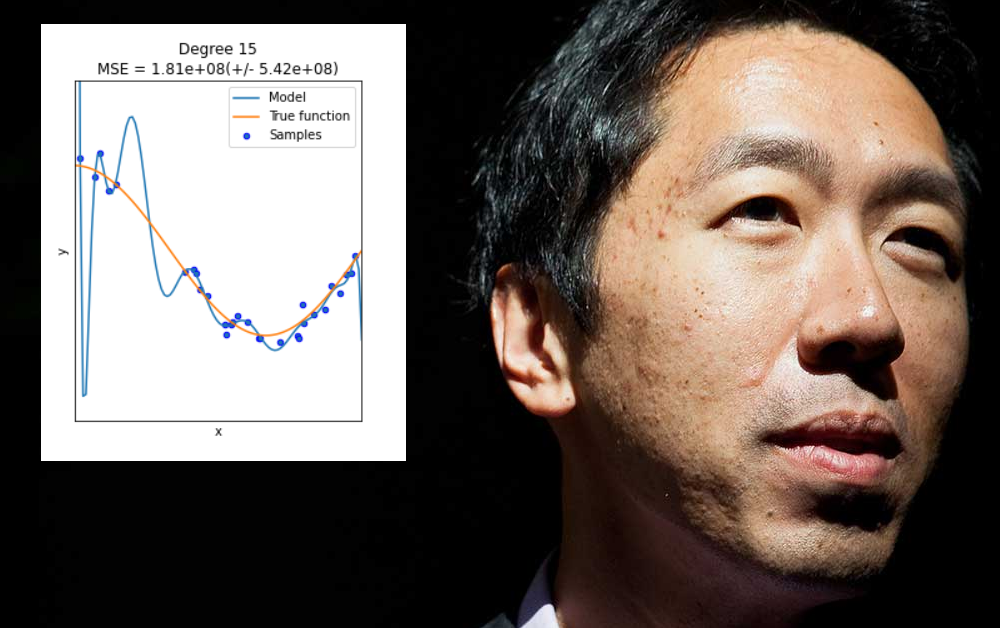 Degree 15
MSE = 1.81e+08(+/- 5.42e+08)
Model
True function
Samples
y
x